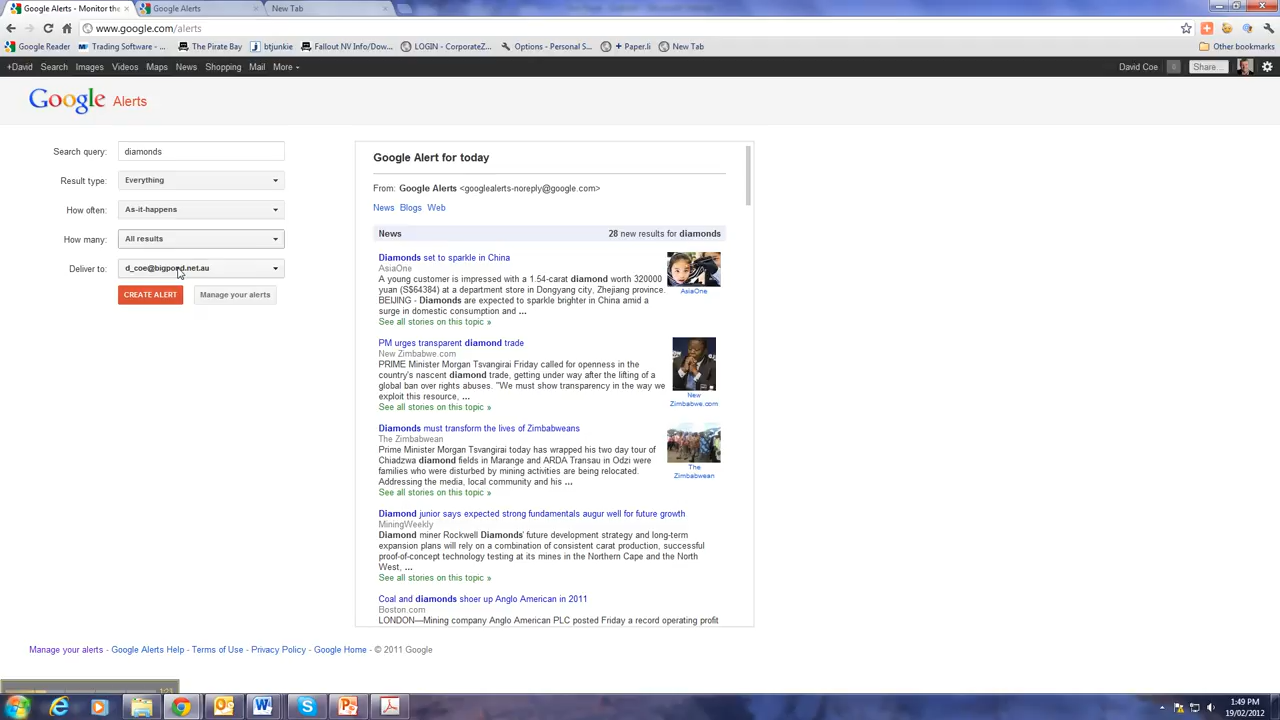 Google Alerts - Monitor the
Google Alerts
New Tab
www.google.com/alerts
Google Reader
Trading Software - ...
The Pirate Bay
btjunkie
Fallout NV Info/Dow...
LOGIN - CorporateZ...
Options - Personal S...
+ Paper.li
New Tab
Other bookmarks
+David Search Images Videos Maps News Shopping Mail More
David Coe 0 Share...
Google Alerts
Search query: diamonds
Result type: Everything
How often: As-it-happens
How many: All results
Deliver to: d_coe@bigpond.net.au
CREATE ALERT
Manage your alerts
Google Alert for today
From: Google Alerts <googlealerts-noreply@google.com>
News Blogs Web
News 28 new results for diamonds
Diamonds set to sparkle in China
AsiaOne
A young customer is impressed with a 1.54-carat diamond worth 320000
yuan (S$64384) at a department store in Dongyang city, Zhejiang province.
BEIJING - Diamonds are expected to sparkle brighter in China amid a
surge in domestic consumption and ...
See all stories on this topic »
AsiaOne
PM urges transparent diamond trade
New Zimbabwe.com
PRIME Minister Morgan Tsvangirai Friday called for openness in the
country's nascent diamond trade, getting under way after the lifting of a
global ban over rights abuses. "We must show transparency in the way we
exploit this resource, ...
See all stories on this topic »
New
Zimbabwe.com
Diamonds must transform the lives of Zimbabweans
The Zimbabwean
Prime Minister Morgan Tsvangirai today has wrapped his two day tour of
Chiadzwa diamond fields in Marange and ARDA Transau in Odzi were
families who were disturbed by mining activities are being relocated.
Addressing the media, local community and his ...
See all stories on this topic »
The
Zimbabwean
Diamond junior says expected strong fundamentals augur well for future growth
MiningWeekly
Diamond miner Rockwell Diamonds' future development strategy and long-term
expansion plans will rely on a combination of consistent carat production, successful
proof-of-concept technology testing at its mines in the Northern Cape and the North
West, ...
See all stories on this topic »
Coal and diamonds shoer up Anglo American in 2011
Boston.com
LONDON—Mining company Anglo American PLC posted Friday a record operating profit
Manage your alerts - Google Alerts Help - Terms of Use - Privacy Policy - Google Home - © 2011 Google
1:49 PM
19/02/2012